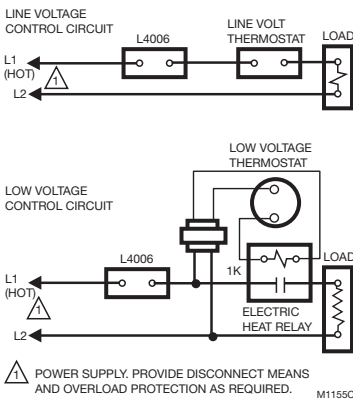 LINE VOLTAGE
CONTROL CIRCUIT
L4006
LINE VOLT
THERMOSTAT
LOAD
L1
(HOT)
1
L2
LOW VOLTAGE
THERMOSTAT
LOW VOLTAGE
CONTROL CIRCUIT
L4006
1K
LOAD
L1
(HOT)
1
ELECTRIC
HEAT RELAY
L2
1 POWER SUPPLY. PROVIDE DISCONNECT MEANS
AND OVERLOAD PROTECTION AS REQUIRED.
M1155C